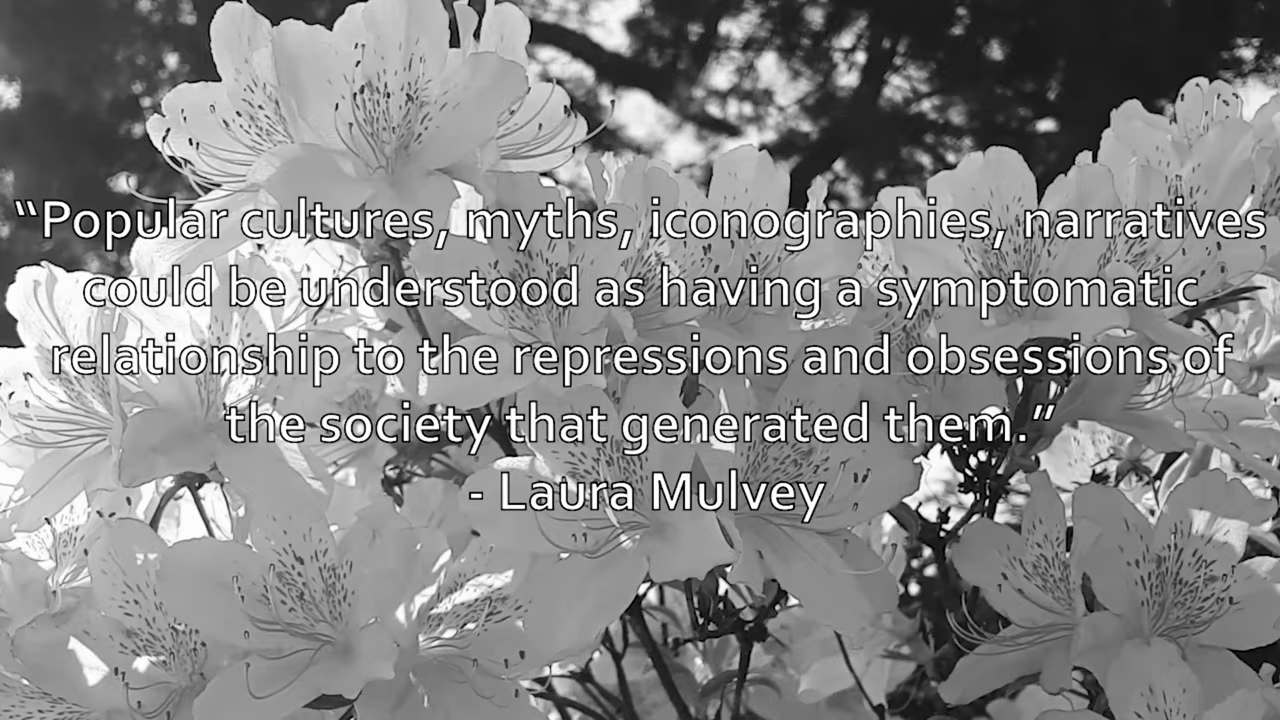 “Popular cultures, myths, iconographies, narratives
could be understood as having a symptomatic
relationship to the repressions and obsessions of
the society that generated them.”
- Laura Mulvey